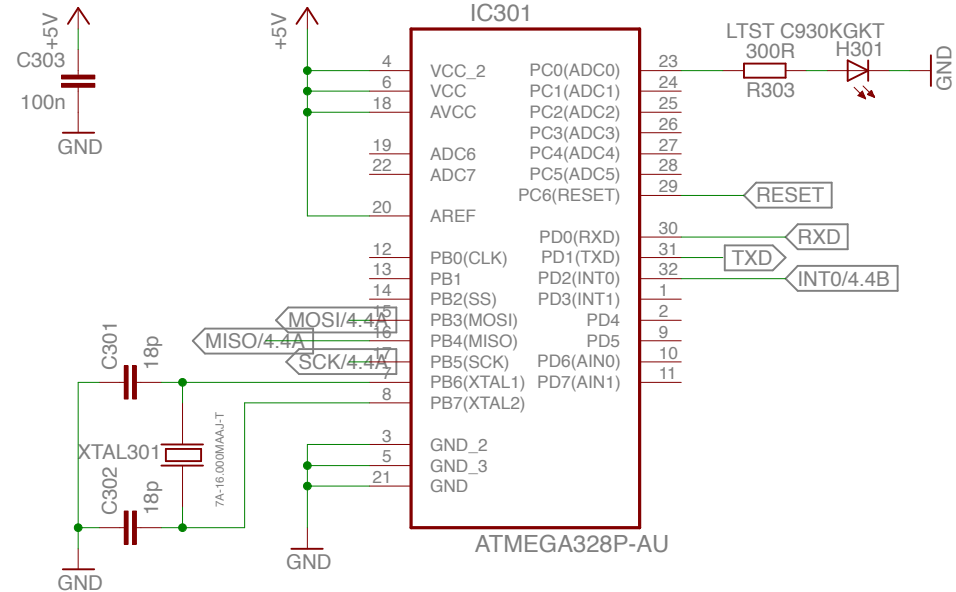 IC301
+5V
C303
100n
GND
+5V
4
6
18
19
22
20
12
13
14
15
16
17
7
8
3
5
21
VCC_2
VCC
AVCC
ADC6
ADC7
AREF
PB0(CLK)
PB1
PB2(SS)
PB3(MOSI)
PB4(MISO)
PB5(SCK)
PB6(XTAL1)
PB7(XTAL2)
GND_2
GND_3
GND
PC0(ADC0)
PC1(ADC1)
PC2(ADC2)
PC3(ADC3)
PC4(ADC4)
PC5(ADC5)
PC6(RESET)
PD0(RXD)
PD1(TXD)
PD2(INT0)
PD3(INT1)
PD4
PD5
PD6(AIN0)
PD7(AIN1)
23
24
25
26
27
28
29
30
31
32
1
2
9
10
11
LTST C930KGKT
300R
H301
R303
GND
RESET
RXD
TXD
INT0/4.4B
MOSI/4.4A
MISO/4.4A
SCK/4.4A
C301
18p
XTAL301
7A-16.000MAAJ-T
C302
18p
GND
GND
ATMEGA328P-AU